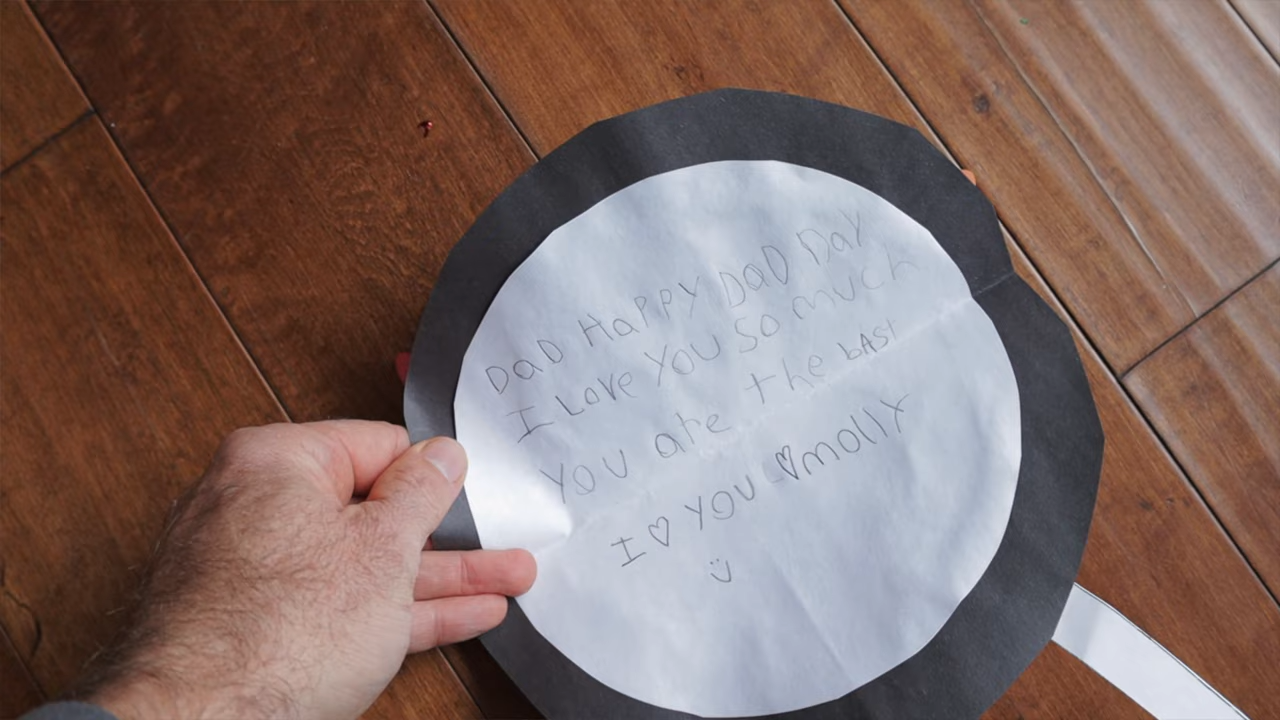 DaD HaPPY DaD DaY
I Love YOU So much
YOU are the bAst
I ♡ YOU ♡molly